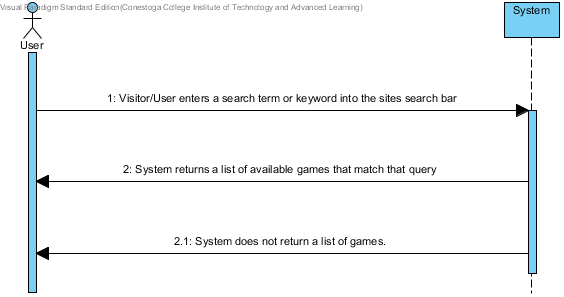 Visual Paradigm Standard Edition(Conestoga College Institute of Technology and Advanced Learning)
System
User
1: Visitor/User enters a search term or keyword into the sites search bar
2: System returns a list of available games that match that query
2.1: System does not return a list of games.